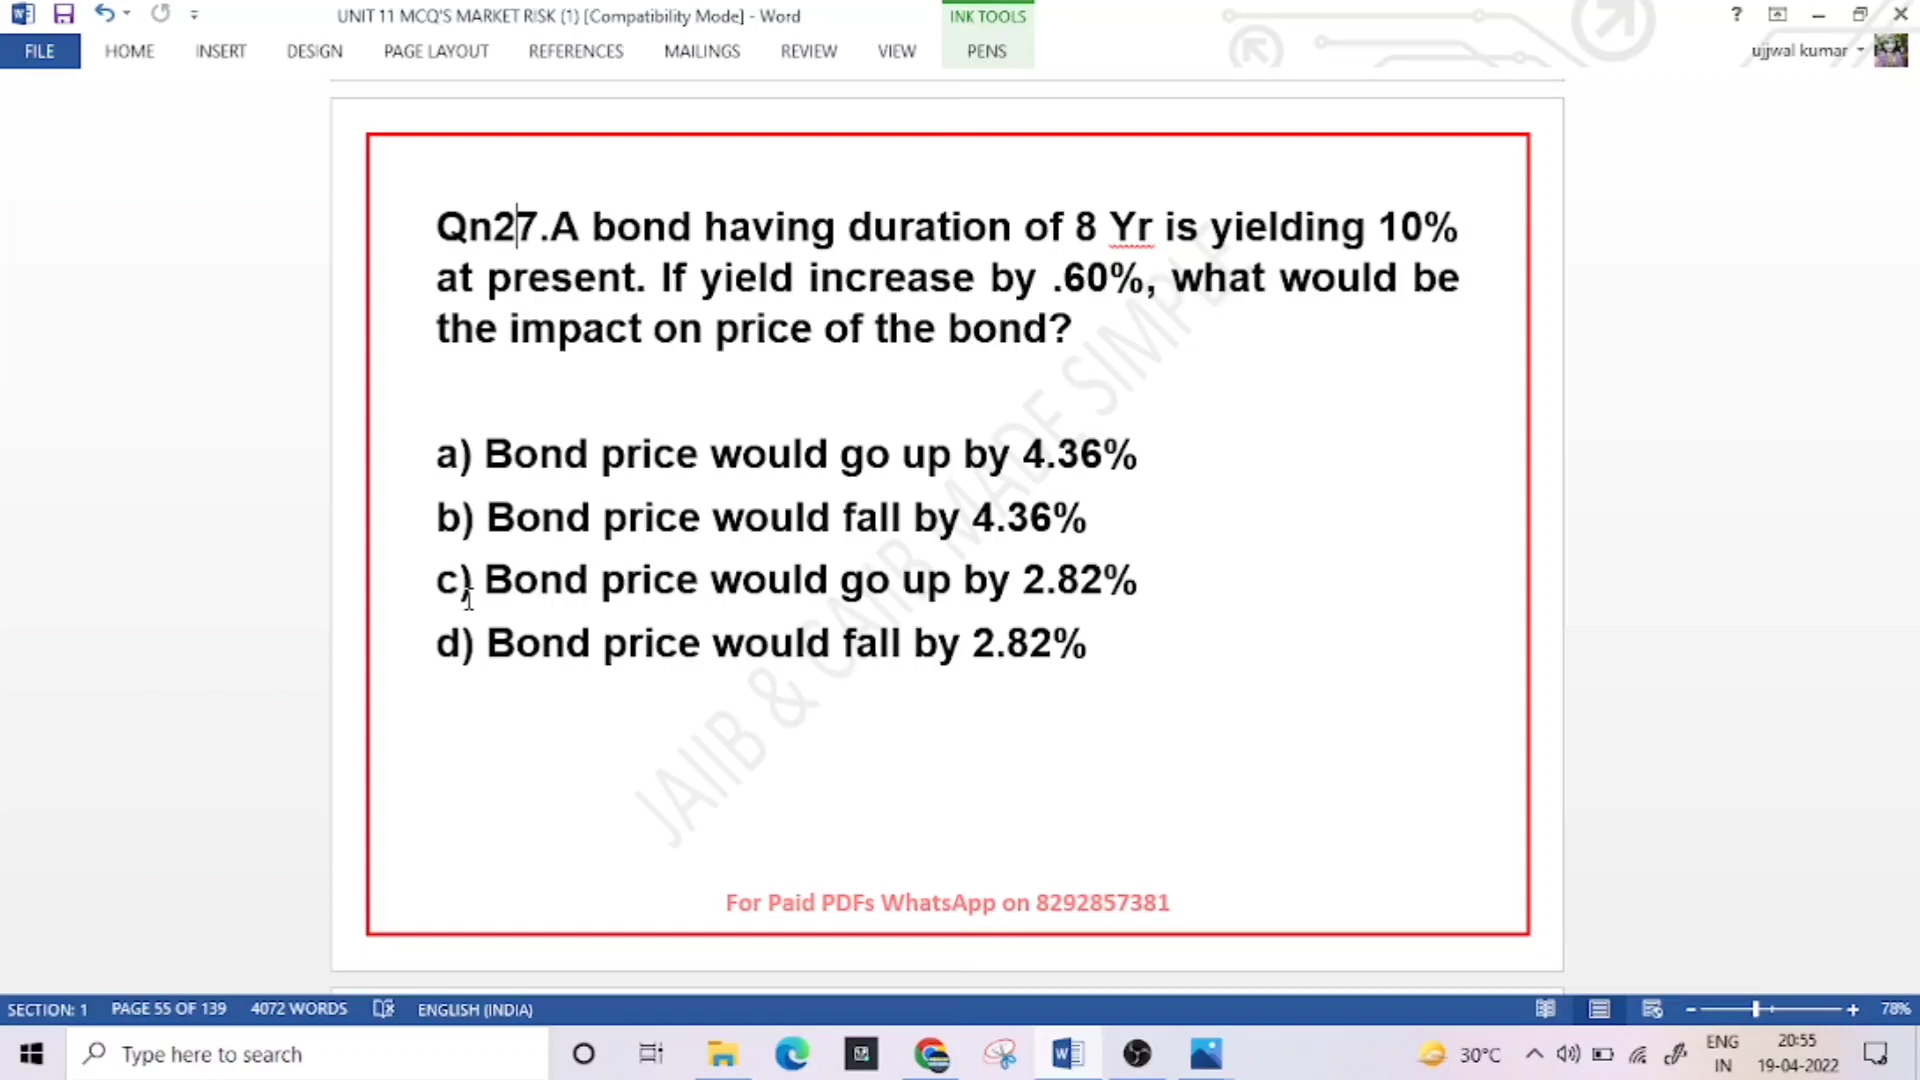 UNIT 11 MCQ'S MARKET RISK (1) [Compatibility Mode] - Word
INK TOOLS
?
FILE HOME INSERT DESIGN PAGE LAYOUT REFERENCES MAILINGS REVIEW VIEW PENS
ujjwal kumar
Qn27.A bond having duration of 8 Yr is yielding 10%
at present. If yield increase by .60%, what would be
the impact on price of the bond?
a) Bond price would go up by 4.36%
b) Bond price would fall by 4.36%
c) Bond price would go up by 2.82%
d) Bond price would fall by 2.82%
JAIIB & CAIIB MADE SIMPLE
For Paid PDFs WhatsApp on 8292857381
SECTION: 1 PAGE 55 OF 139 4072 WORDS ENGLISH (INDIA)
78%
Type here to search
30°C
ENG
IN
20:55
19-04-2022